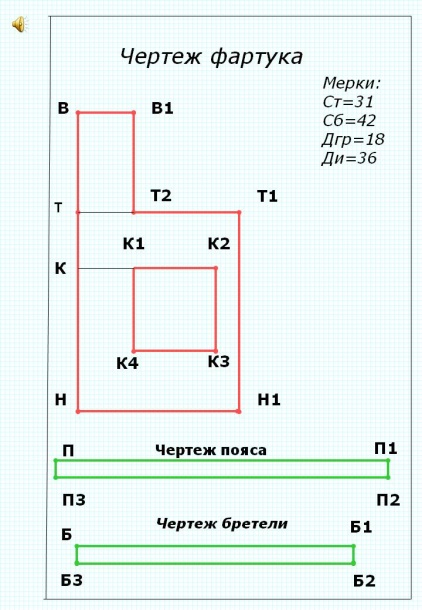 Чертеж фартука
Мерки:
Ст=31
Сб=42
Дгр=18
Ди=36
В В1
Т Т2 Т1
К К1 К2
К4 К3
Н Н1
П Чертеж пояса П1
П3 П2
Чертеж бретели
Б Б1
Б3 Б2